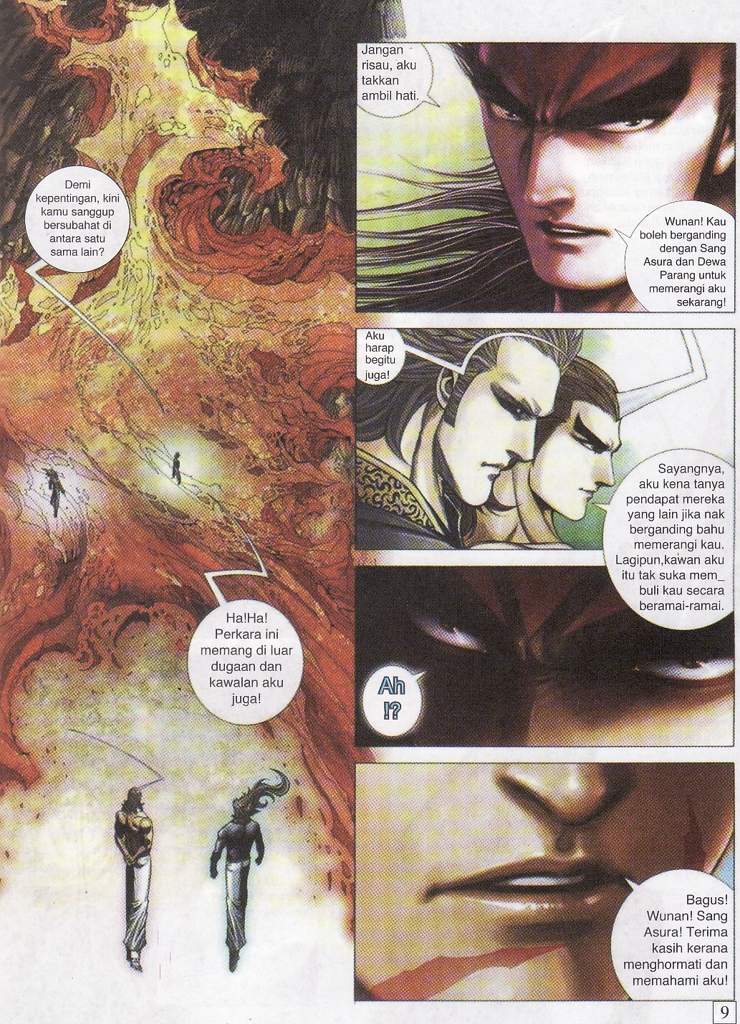 Demi
kepentingan, kini
kamu sanggup
bersubahat di
antara satu
sama lain?
Ha!Ha!
Perkara ini
memang di luar
dugaan dan
kawalan aku
juga!
Jangan
risau, aku
takkan
ambil hati.
Wunan! Kau
boleh berganding
dengan Sang
Asura dan Dewa
Parang untuk
memerangi aku
sekarang!
Aku
harap
begitu
juga!
Sayangnya,
aku kena tanya
pendapat mereka
yang lain jika nak
berganding bahu
memerangi kau.
Lagipun,kawan aku
itu tak suka mem_
buli kau secara
beramai-ramai.
Ah
!?
Bagus!
Wunan! Sang
Asura! Terima
kasih kerana
menghormati dan
memahami aku!
9